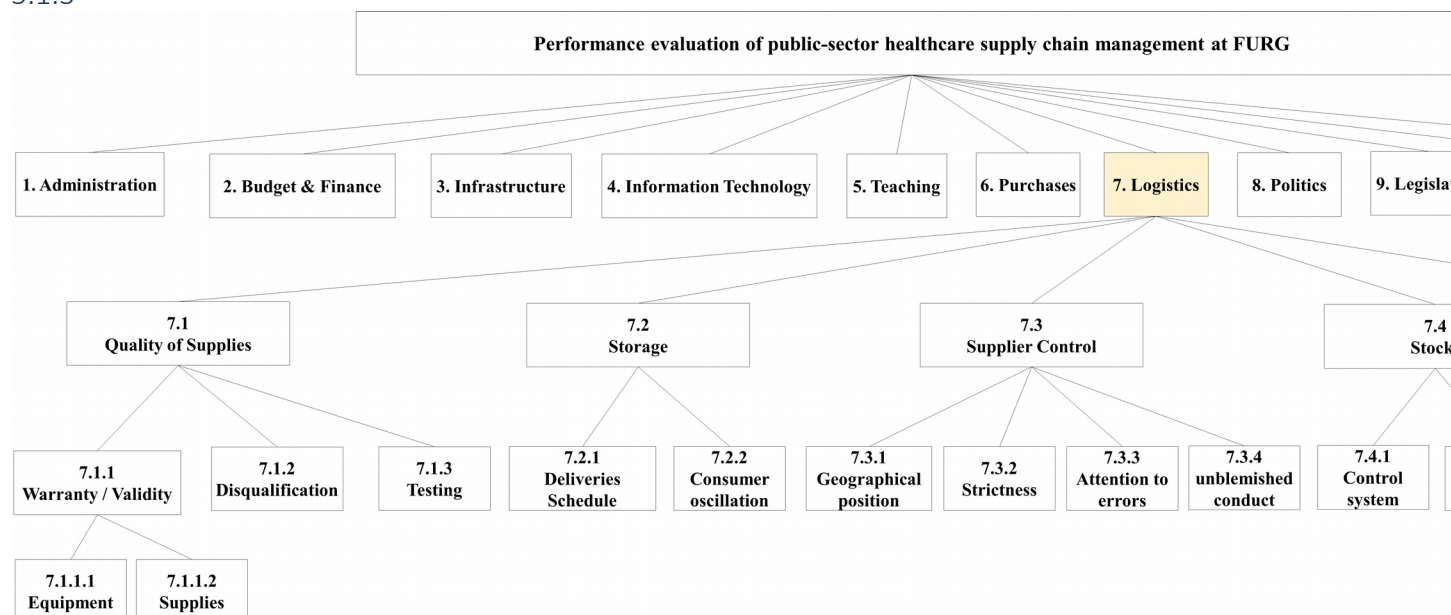 Performance evaluation of public-sector healthcare supply chain management at FURG
1. Administration
2. Budget & Finance
3. Infrastructure
4. Information Technology
5. Teaching
6. Purchases
7. Logistics
8. Politics
7.1
Quality of Supplies
7.2
Storage
7.3
Supplier Control
7.4
Stock
7.1.1
Warranty / Validity
7.1.2
Disqualification
7.1.3
Testing
7.2.1
Deliveries
Schedule
7.2.2
Consumer
oscillation
7.3.1
Geographical
position
7.3.2
Strictness
7.3.3
Attention to
errors
7.3.4
unblemished
conduct
7.4.1
Control
system
7.1.1.1
Equipment
7.1.1.2
Supplies